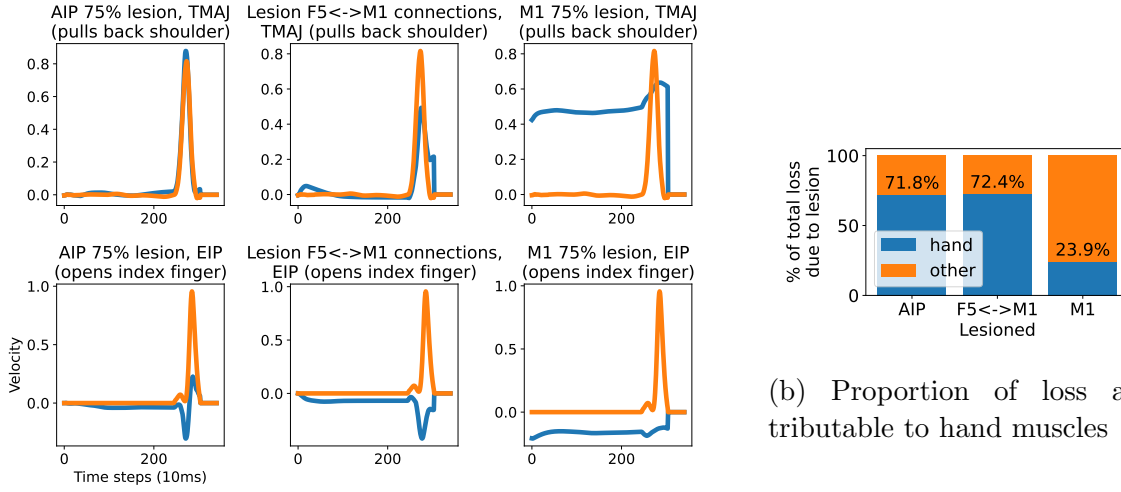 AIP 75% lesion, TMAJ
(pulls back shoulder)
Lesion F5<->M1 connections,
TMAJ (pulls back shoulder)
M1 75% lesion, TMAJ
(pulls back shoulder)
0.8
0.6
0.4
0.2
0.0
0
200
0.8
0.6
0.4
0.2
0.0
0
200
0.8
0.6
0.4
0.2
0.0
0
200
AIP 75% lesion, EIP
(opens index finger)
Lesion F5<->M1 connections,
EIP (opens index finger)
M1 75% lesion, EIP
(opens index finger)
Velocity
1.0
0.5
0.0
0
200
Time steps (10ms)
1.0
0.5
0.0
0
200
1.0
0.5
0.0
0
200
% of total loss
due to lesion
100
50
0
71.8%
72.4%
23.9%
hand
other
AIP
F5<->M1
M1
Lesioned
(b) Proportion of loss a
tributable to hand muscles